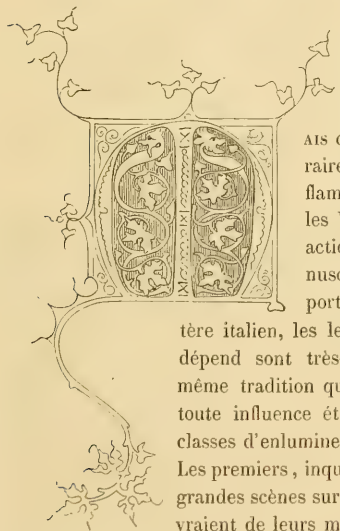 MAIS c
raire
flam
les V
actio
nusc
port
tère italien, les le
dépend sont très
même tradition qu
toute influence ét
classes d'enlumine
Les premiers, inqu
grandes scènes sur
vraient de leurs m